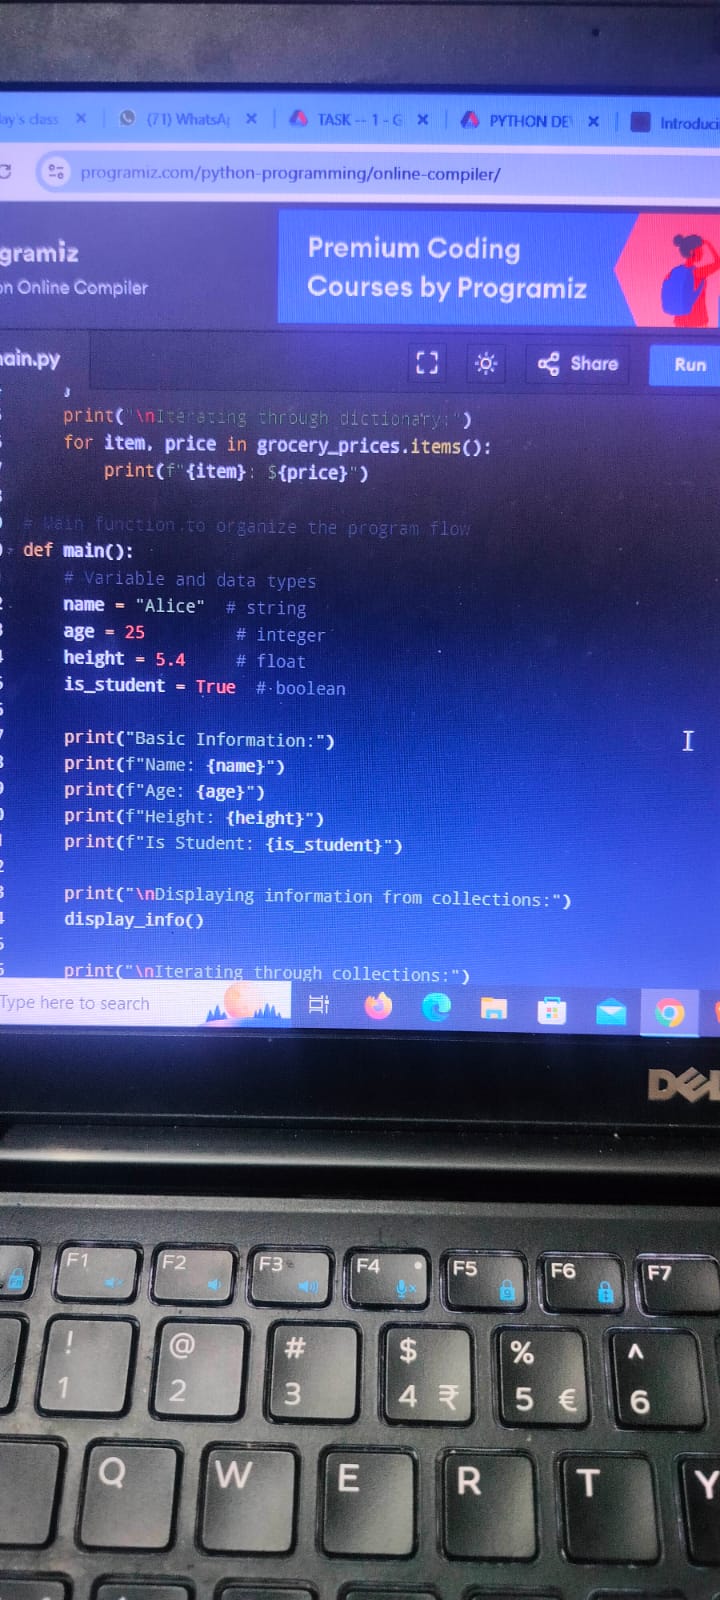 ay's class
(71) WhatsA
TASK -- 1 - G
PYTHON DE
Introduci
programiz.com/python-programming/online-compiler/
gramiz
on Online Compiler
Premium Coding
Courses by Programiz
ain.py
Share
Run
}
print("\nIterating through dictionary:")
for item, price in grocery_prices.items():
print(f"{item}: ${price}")
# Main function to organize the program flow
def main():
# Variable and data types
name = "Alice" # string
age = 25 # integer
height = 5.4 # float
is_student = True # boolean
print("Basic Information:")
print(f"Name: {name}")
print(f"Age: {age}")
print(f"Height: {height}")
print(f"Is Student: {is_student}")
print("\nDisplaying information from collections:")
display_info()
print("\nIterating through collections:")
Type here to search
DELL
F1 F2 F3 F4 F5 F6 F7
! @ # $ % ^
1 2 3 4 ₹ 5 € 6
Q W E R T Y